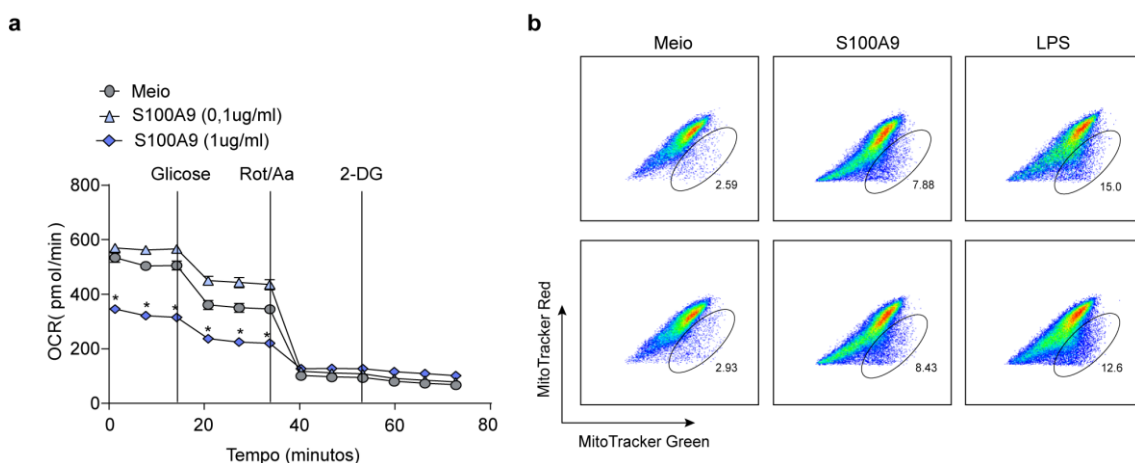 a
Meio
S100A9 (0,1ug/ml)
S100A9 (1ug/ml)
Glicose Rot/Aa 2-DG
800
600
400
200
0
* * * * * *
0 20 40 60 80
OCR( pmol/min)
Tempo (minutos)
b
Meio S100A9 LPS
2.59 7.88 15.0
2.93 8.43 12.6
MitoTracker Red
MitoTracker Green